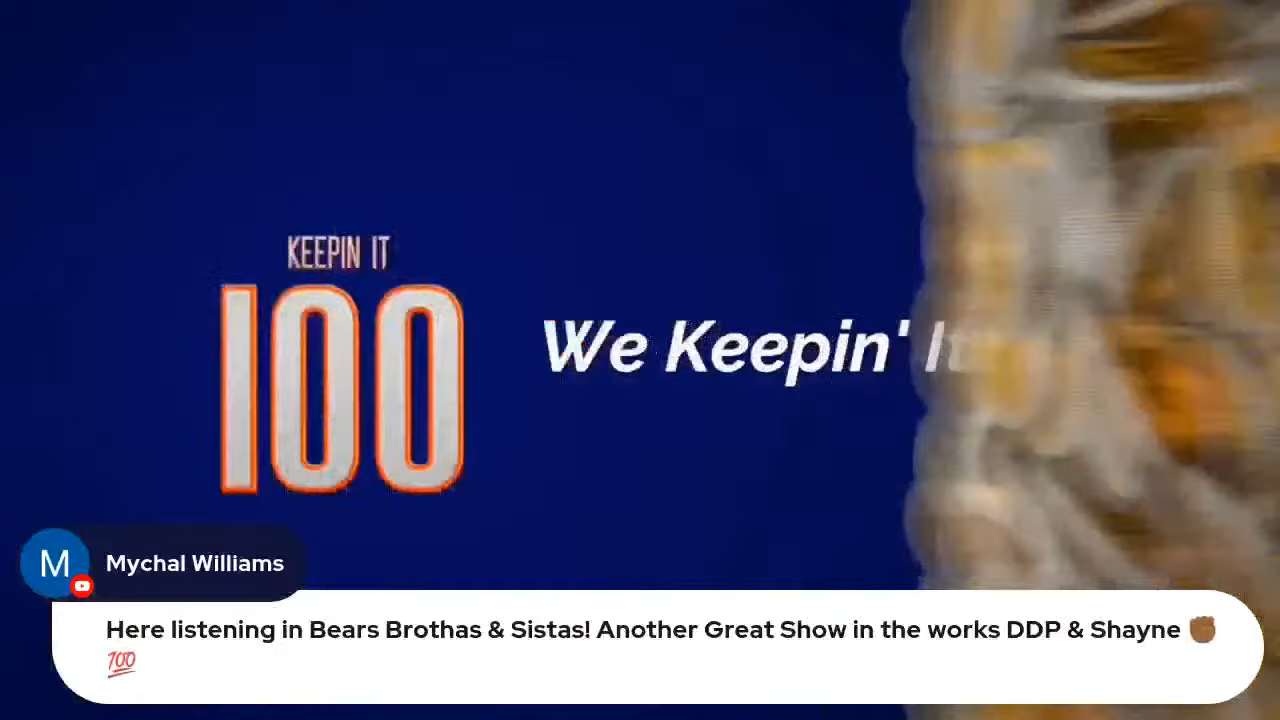 KEEPIN IT
100
We Keepin' It
M
Mychal Williams
Here listening in Bears Brothas & Sistas! Another Great Show in the works DDP & Shayne ✊🏾
💯